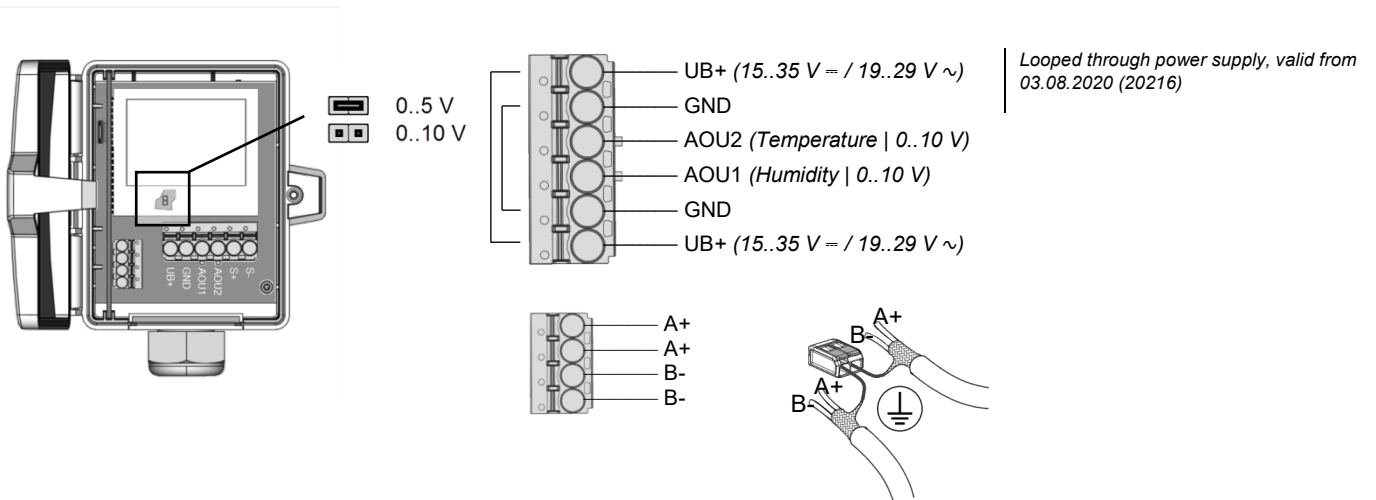 0..5 V
0..10 V
UB+
GND
AOU1
AOU2
S+
S-
UB+ (15..35 V ⎓ / 19..29 V ∿)
GND
AOU2 (Temperature | 0..10 V)
AOU1 (Humidity | 0..10 V)
GND
UB+ (15..35 V ⎓ / 19..29 V ∿)
Looped through power supply, valid from
03.08.2020 (20216)
A+
A+
B-
B-
A+
B-
A+
B-